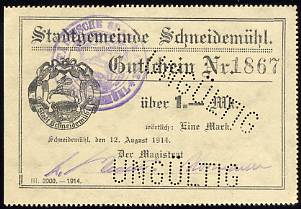 Stadtgemeinde Schneidemühl.
Gutschein Nr. 1867
über 1.— Mk.
wörtlich: Eine Mark.
Schneidemühl, den 12. August 1914.
Der Magistrat
III. 3000. — 1914.
UNGÜLTIG
UNGÜLTIG